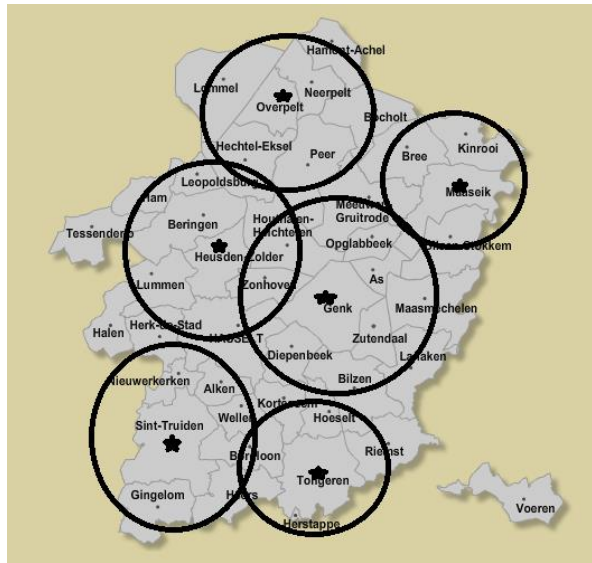 Hamont-Achel
Lommel
Neerpelt
Overpelt
Bocholt
Hechtel-Eksel
Peer
Bree
Kinrooi
Leopoldsburg
Ham
Maaseik
Meeuwen-
Gruitrode
Beringen
Houthalen-
Helchteren
Tessenderlo
Opglabbeek
Dilsen-Stokkem
Heusden-Zolder
As
Lummen
Zonhoven
Genk
Maasmechelen
Halen
Herk-de-Stad
HASSELT
Zutendaal
Diepenbeek
Lanaken
Nieuwerkerken
Alken
Bilzen
Kortessem
Wellen
Hoeselt
Sint-Truiden
Borgloon
Riemst
Tongeren
Gingelom
Heers
Voeren
Herstappe